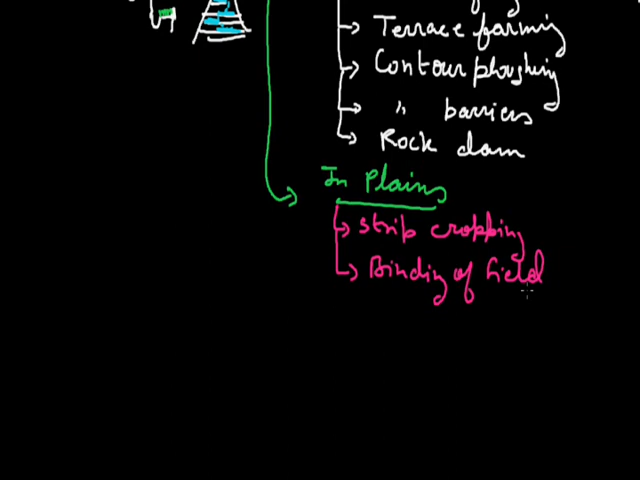 Terrace farming
Contour ploughing
" barriers
Rock dam
In Plains
Strip cropping
Binding of Field